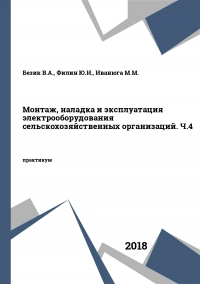 Безик В.А., Филин Ю.И., Иванюга М.М.
Монтаж, наладка и эксплуатация
электрооборудования
сельскохозяйственных организаций. Ч.4
практикум
2018